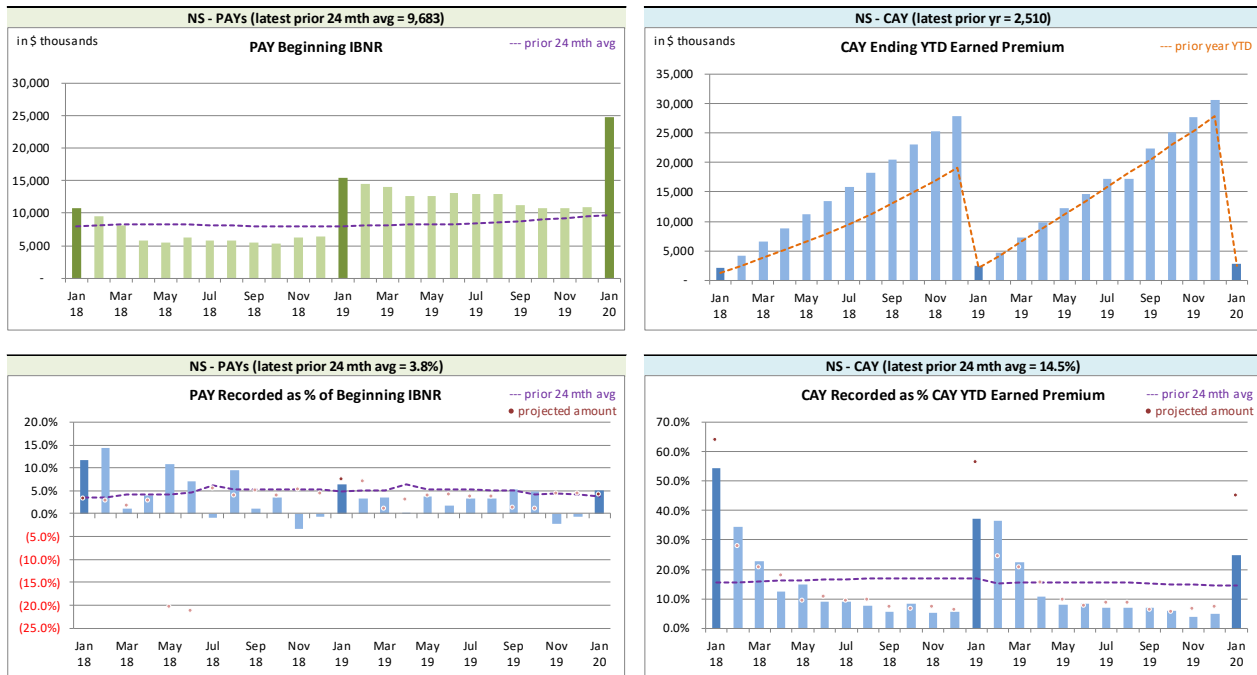 NS - PAYs (latest prior 24 mth avg = 9,683)
in $ thousands
PAY Beginning IBNR
--- prior 24 mth avg
30,000
25,000
20,000
15,000
10,000
5,000
Jan Mar May Jul Sep Nov Jan Mar May Jul Sep Nov Jan
18 18 18 18 18 18 19 19 19 19 19 19 20
NS - CAY (latest prior yr = 2,510)
in $ thousands
CAY Ending YTD Earned Premium
--- prior year YTD
35,000
30,000
25,000
20,000
15,000
10,000
5,000
-
Jan Mar May Jul Sep Nov Jan Mar May Jul Sep Nov Jan
18 18 18 18 18 18 19 19 19 19 19 19 20
NS - PAYs (latest prior 24 mth avg = 3.8%)
PAY Recorded as % of Beginning IBNR
--- prior 24 mth avg
• projected amount
20.0%
15.0%
10.0%
5.0%
0.0%
(5.0%)
(10.0%)
(15.0%)
(20.0%)
(25.0%)
Jan Mar May Jul Sep Nov Jan Mar May Jul Sep Nov Jan
18 18 18 18 18 18 19 19 19 19 19 19 20
NS - CAY (latest prior 24 mth avg = 14.5%)
CAY Recorded as % CAY YTD Earned Premium
--- prior 24 mth avg
• projected amount
70.0%
60.0%
50.0%
40.0%
30.0%
20.0%
10.0%
0.0%
Jan Mar May Jul Sep Nov Jan Mar May Jul Sep Nov Jan
18 18 18 18 18 18 19 19 19 19 19 19 20